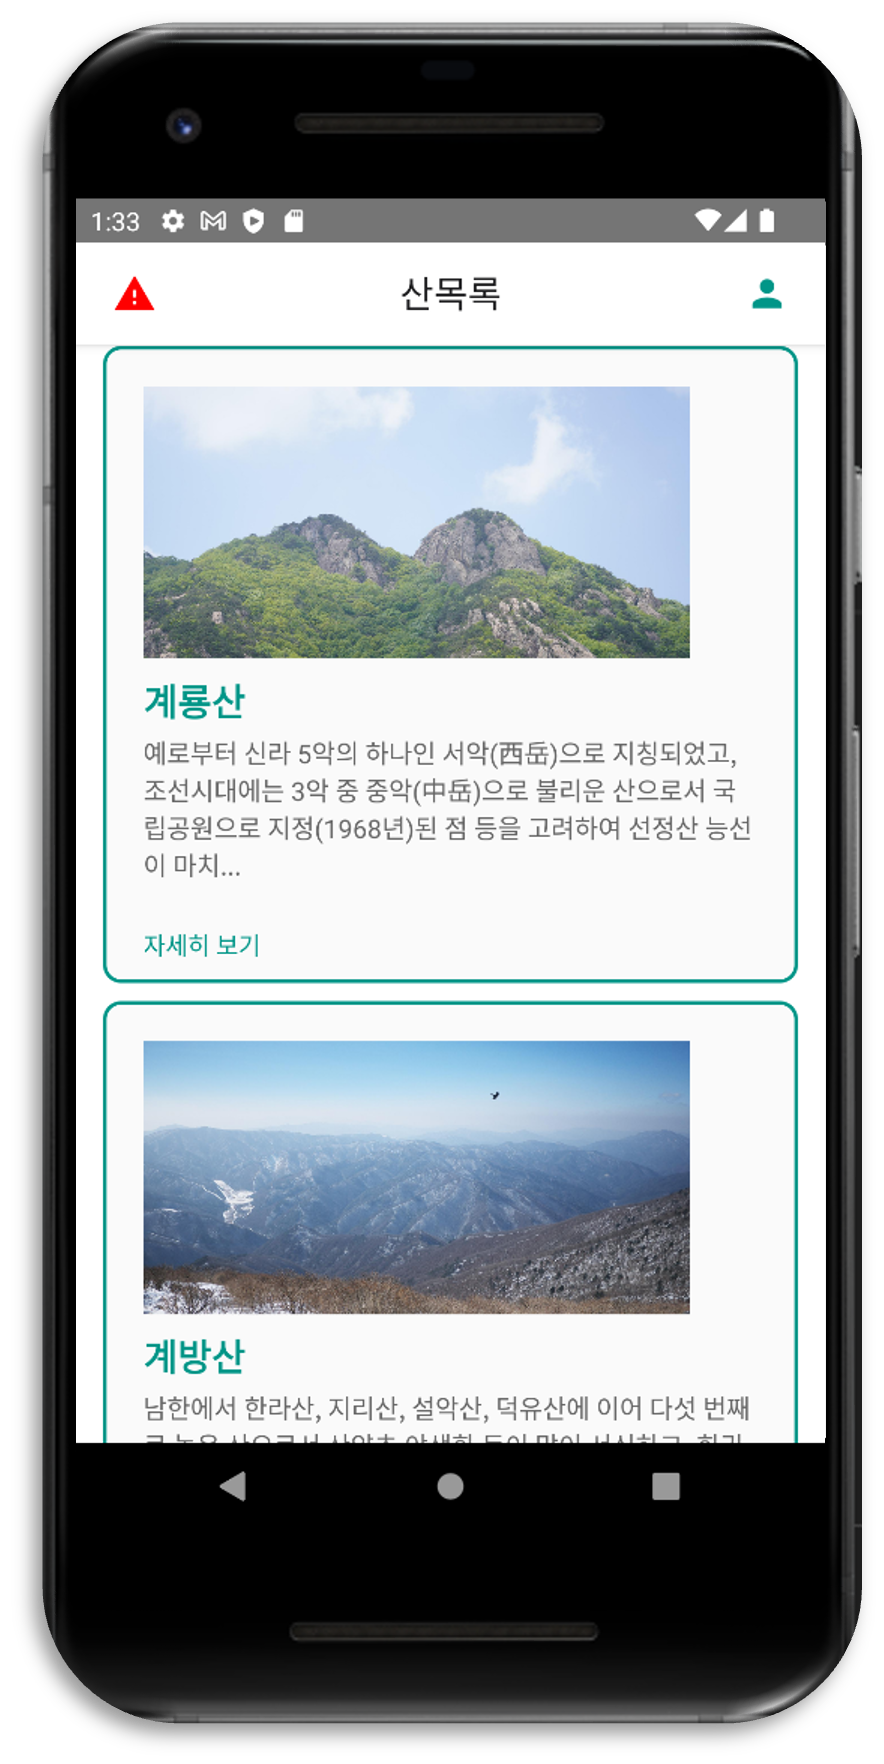 1:33
산목록
계룡산
예로부터 신라 5악의 하나인 서악(西岳)으로 지칭되었고,
조선시대에는 3악 중 중악(中岳)으로 불리운 산으로서 국
립공원으로 지정(1968년)된 점 등을 고려하여 선정산 능선
이 마치...
자세히 보기
계방산
남한에서 한라산, 지리산, 설악산, 덕유산에 이어 다섯 번째